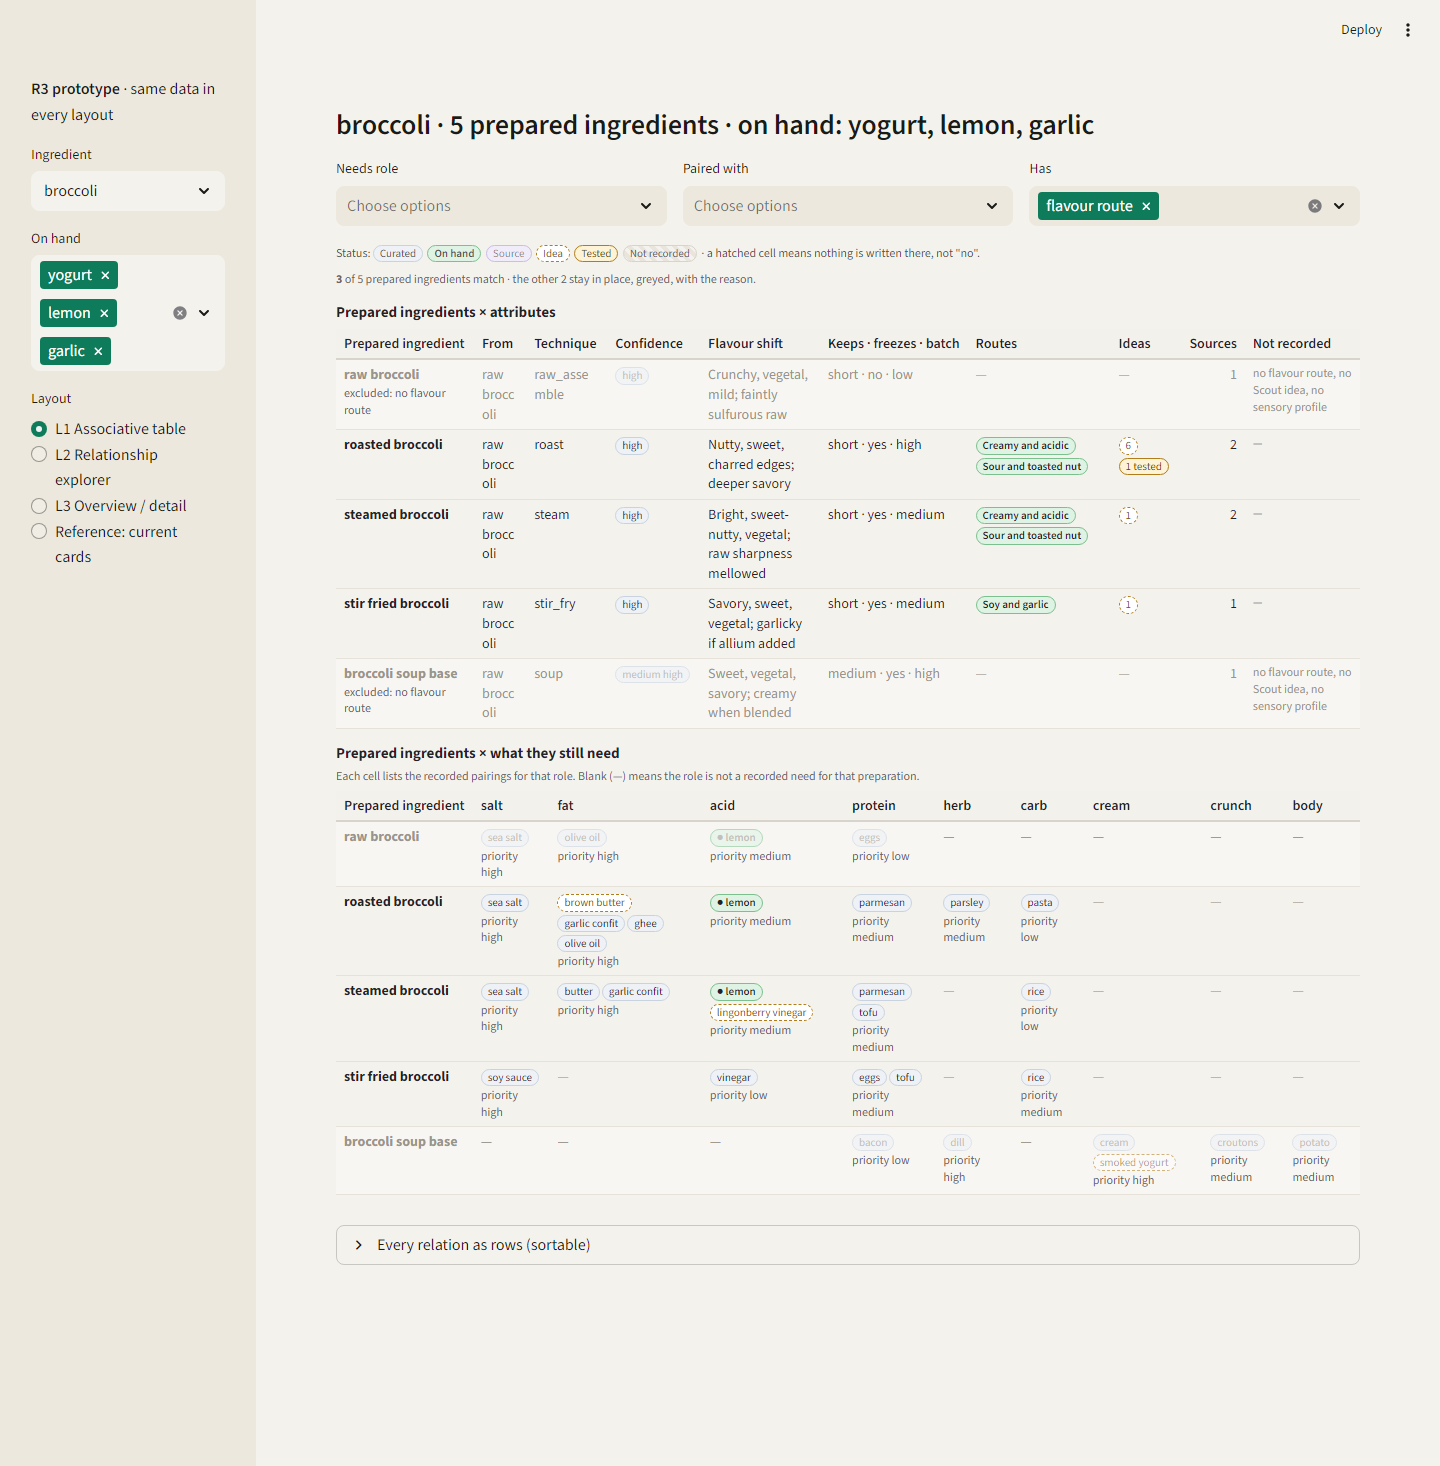 Deploy
R3 prototype · same data in
every layout
Ingredient
broccoli
On hand
yogurt ×
lemon ×
garlic ×
Layout
L1 Associative table
L2 Relationship
explorer
L3 Overview / detail
Reference: current
cards
broccoli · 5 prepared ingredients · on hand: yogurt, lemon, garlic
Needs role Paired with Has
Choose options Choose options flavour route ×
Status: Curated On hand Source Idea Tested Not recorded · a hatched cell means nothing is written there, not "no".
3 of 5 prepared ingredients match · the other 2 stay in place, greyed, with the reason.
Prepared ingredients × attributes
Prepared ingredient From Technique Confidence Flavour shift Keeps · freezes · batch Routes Ideas Sources Not recorded
raw broccoli raw raw_asse high Crunchy, vegetal, short · no · low — — 1 no flavour route, no
excluded: no flavour brocc mble mild; faintly Scout idea, no
route oli sulfurous raw sensory profile
roasted broccoli raw roast high Nutty, sweet, short · yes · high Creamy and acidic 6 2 —
brocc charred edges; Sour and toasted nut 1 tested
oli deeper savory
steamed broccoli raw steam high Bright, sweet- short · yes · medium Creamy and acidic 1 2 —
brocc nutty, vegetal; Sour and toasted nut
oli raw sharpness
mellowed
stir fried broccoli raw stir_fry high Savory, sweet, short · yes · medium Soy and garlic 1 1 —
brocc vegetal; garlicky
oli if allium added
broccoli soup base raw soup medium high Sweet, vegetal, medium · yes · high — — 1 no flavour route, no
excluded: no flavour brocc savory; creamy Scout idea, no
route oli when blended sensory profile
Prepared ingredients × what they still need
Each cell lists the recorded pairings for that role. Blank (—) means the role is not a recorded need for that preparation.
Prepared ingredient salt fat acid protein herb carb cream crunch body
raw broccoli sea salt olive oil ● lemon eggs — — — — —
priority priority high priority medium priority low
high
roasted broccoli sea salt brown butter ● lemon parmesan parsley pasta — — —
priority garlic confit ghee priority medium priority priority priority
high olive oil medium medium low
priority high
steamed broccoli sea salt butter garlic confit ● lemon parmesan — rice — — —
priority priority high lingonberry vinegar tofu priority
high priority medium priority low
medium
stir fried broccoli soy sauce — vinegar eggs tofu — rice — — —
priority priority low priority priority
high medium medium
broccoli soup base — — — bacon dill — cream croutons potato
priority low priority smoked yogurt priority priority
high priority high medium medium
Every relation as rows (sortable)